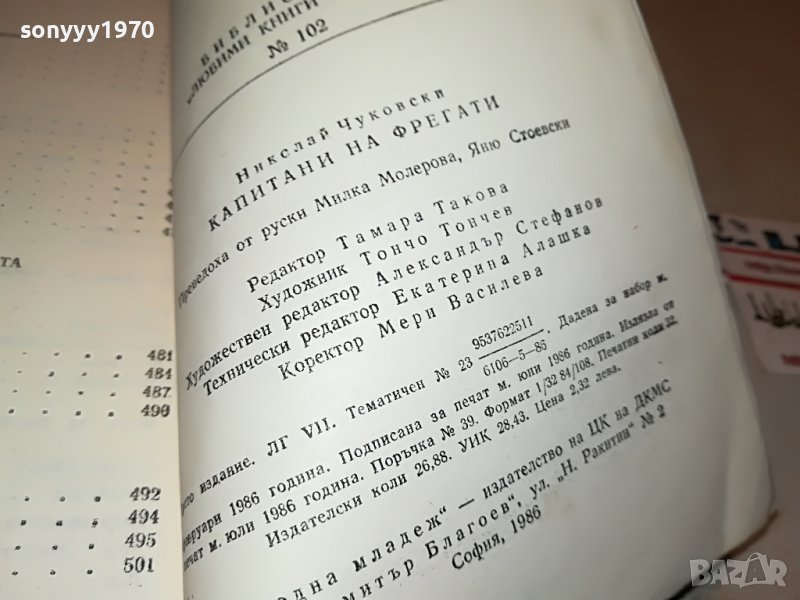 sonyyy1970
ТА
481
484
487
490
492
494
495
501
„ЛЮБИМИ КНИГИ
№ 102
Николай Чуковски
КАПИТАНИ НА ФРЕГАТИ
Преведоха от руски Милка Молерова, Яню Стоевски
Редактор Тамара Такова
Художник Тончо Тончев
Художествен редактор Александър Стефанов
Технически редактор Екатерина Алашка
Коректор Мери Василева
издание. ЛГ VII. Тематичен № 23 9537622511/6106—5—86. Дадена за набор м.
1986 година. Подписана за печат м. юни 1986 година. Излязла от
м. юли 1986 година. Поръчка № 39. Формат 1/32 84/108. Печатни коли 32.
Издателски коли 26,88. УИК 28,43. Цена 2,32 лева.
младеж“ — издателство на ЦК на ДКМС
Благоев“, ул. „Н. Ракитин“ № 2
София, 1986
BAZAR